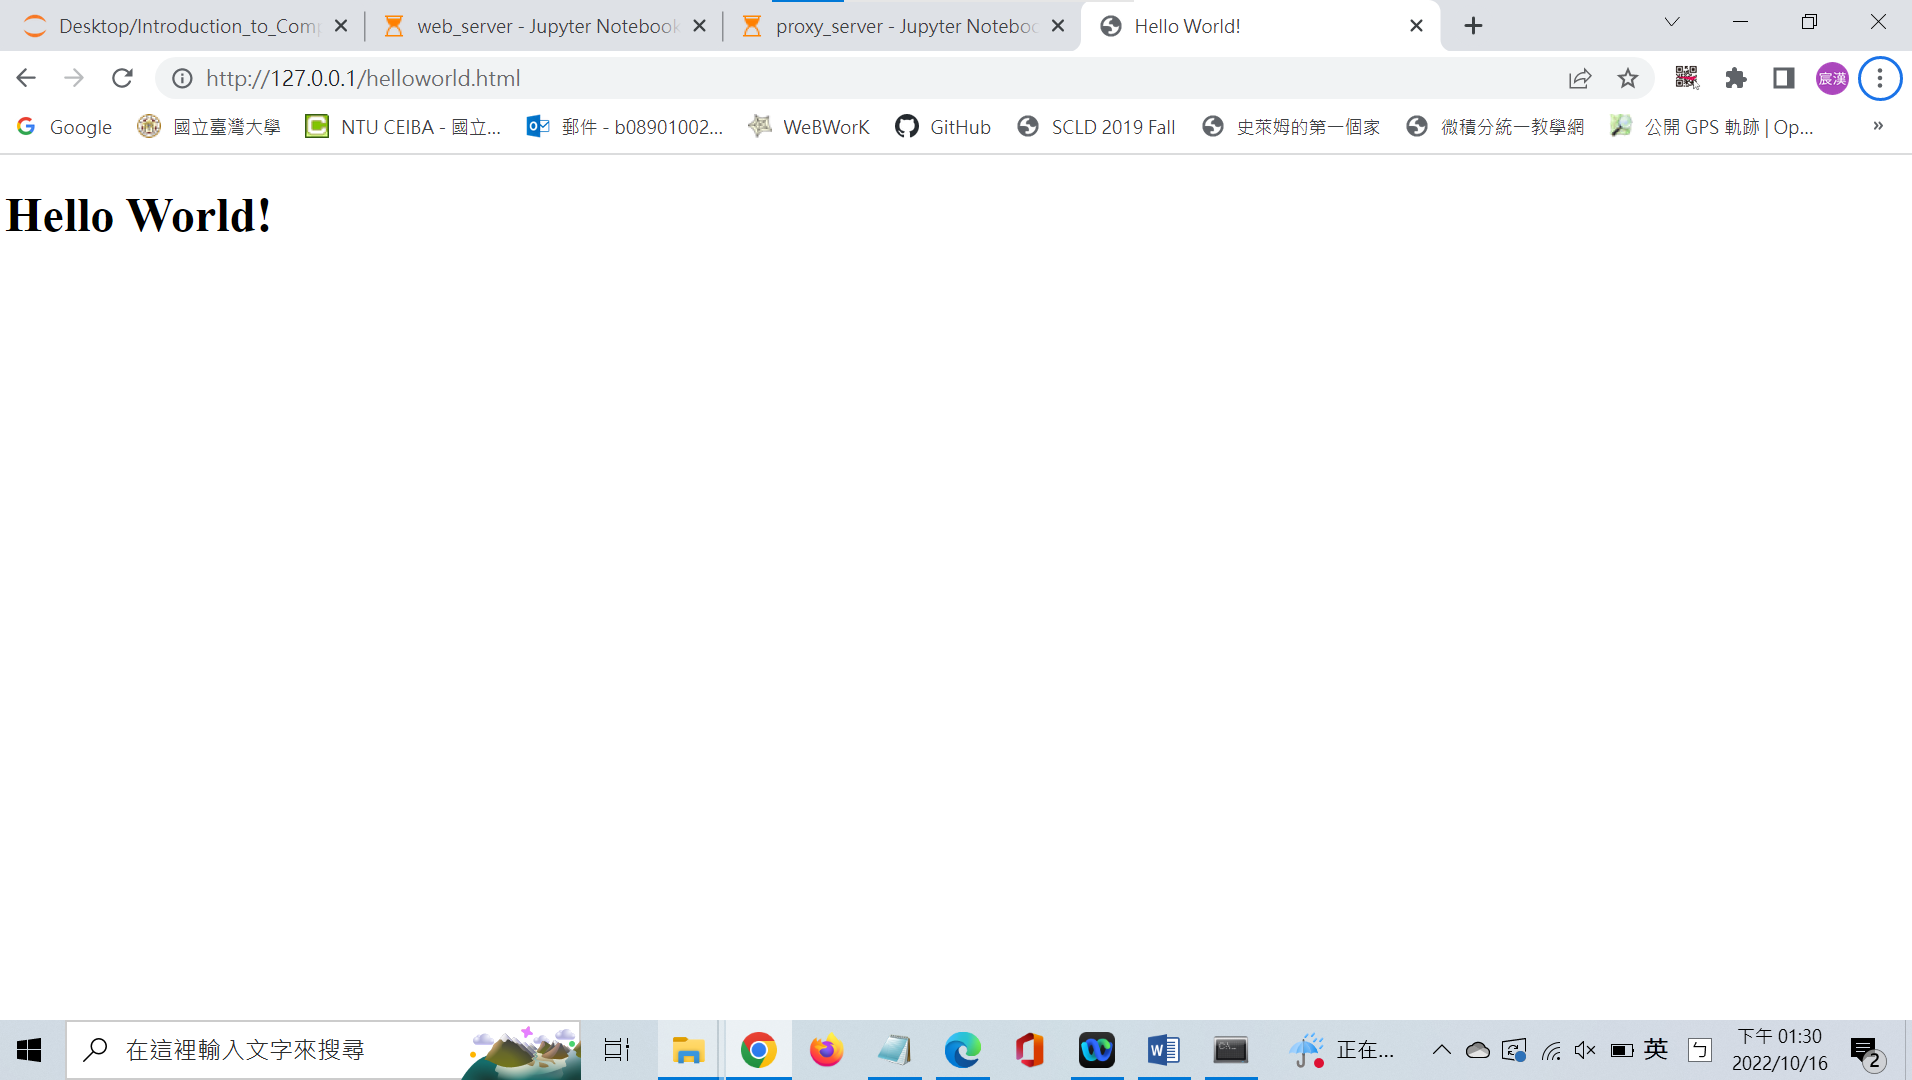 Desktop/Introduction_to_Comp
web_server - Jupyter Notebook
proxy_server - Jupyter Noteboo
Hello World!
http://127.0.0.1/helloworld.html
宸漢
Google
國立臺灣大學
NTU CEIBA - 國立...
郵件 - b08901002...
WeBWorK
GitHub
SCLD 2019 Fall
史萊姆的第一個家
微積分統一教學網
公開 GPS 軌跡 | Op...
»
Hello World!
在這裡輸入文字來搜尋
正在...
英
ㄅ
下午 01:30
2022/10/16
2